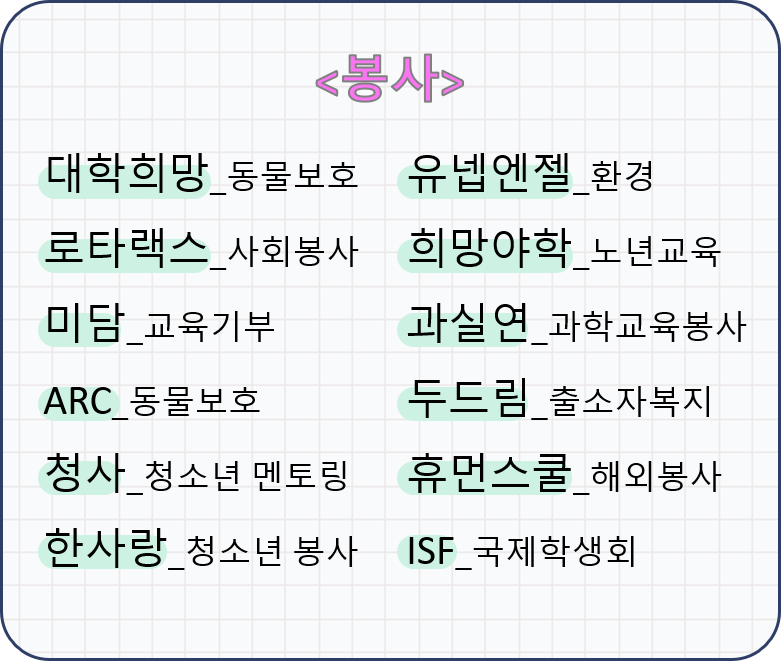 <봉사>
대학희망_동물보호
로타랙스_사회봉사
미담_교육기부
ARC_동물보호
청사_청소년 멘토링
한사랑_청소년 봉사
유넵엔젤_환경
희망야학_노년교육
과실연_과학교육봉사
두드림_출소자복지
휴먼스쿨_해외봉사
ISF_국제학생회